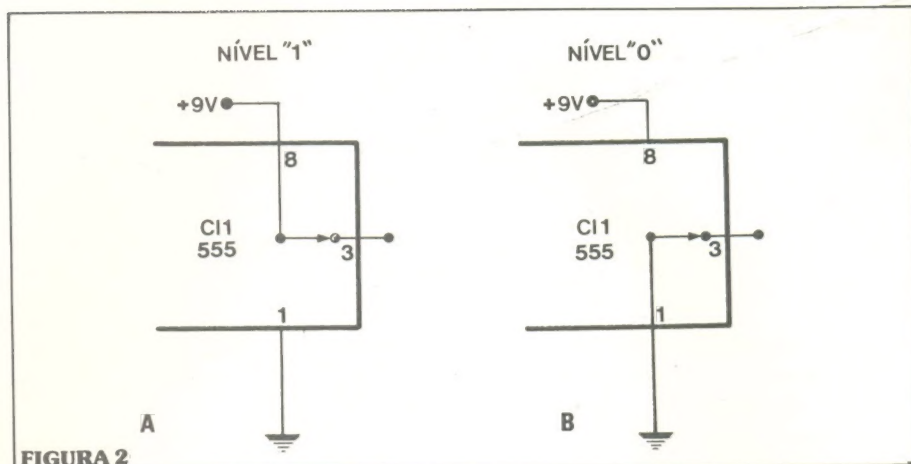 NÍVEL "1"
NÍVEL "0"
+9V
+9V
8
8
CI1
555
3
CI1
555
3
1
1
A
B
FIGURA 2